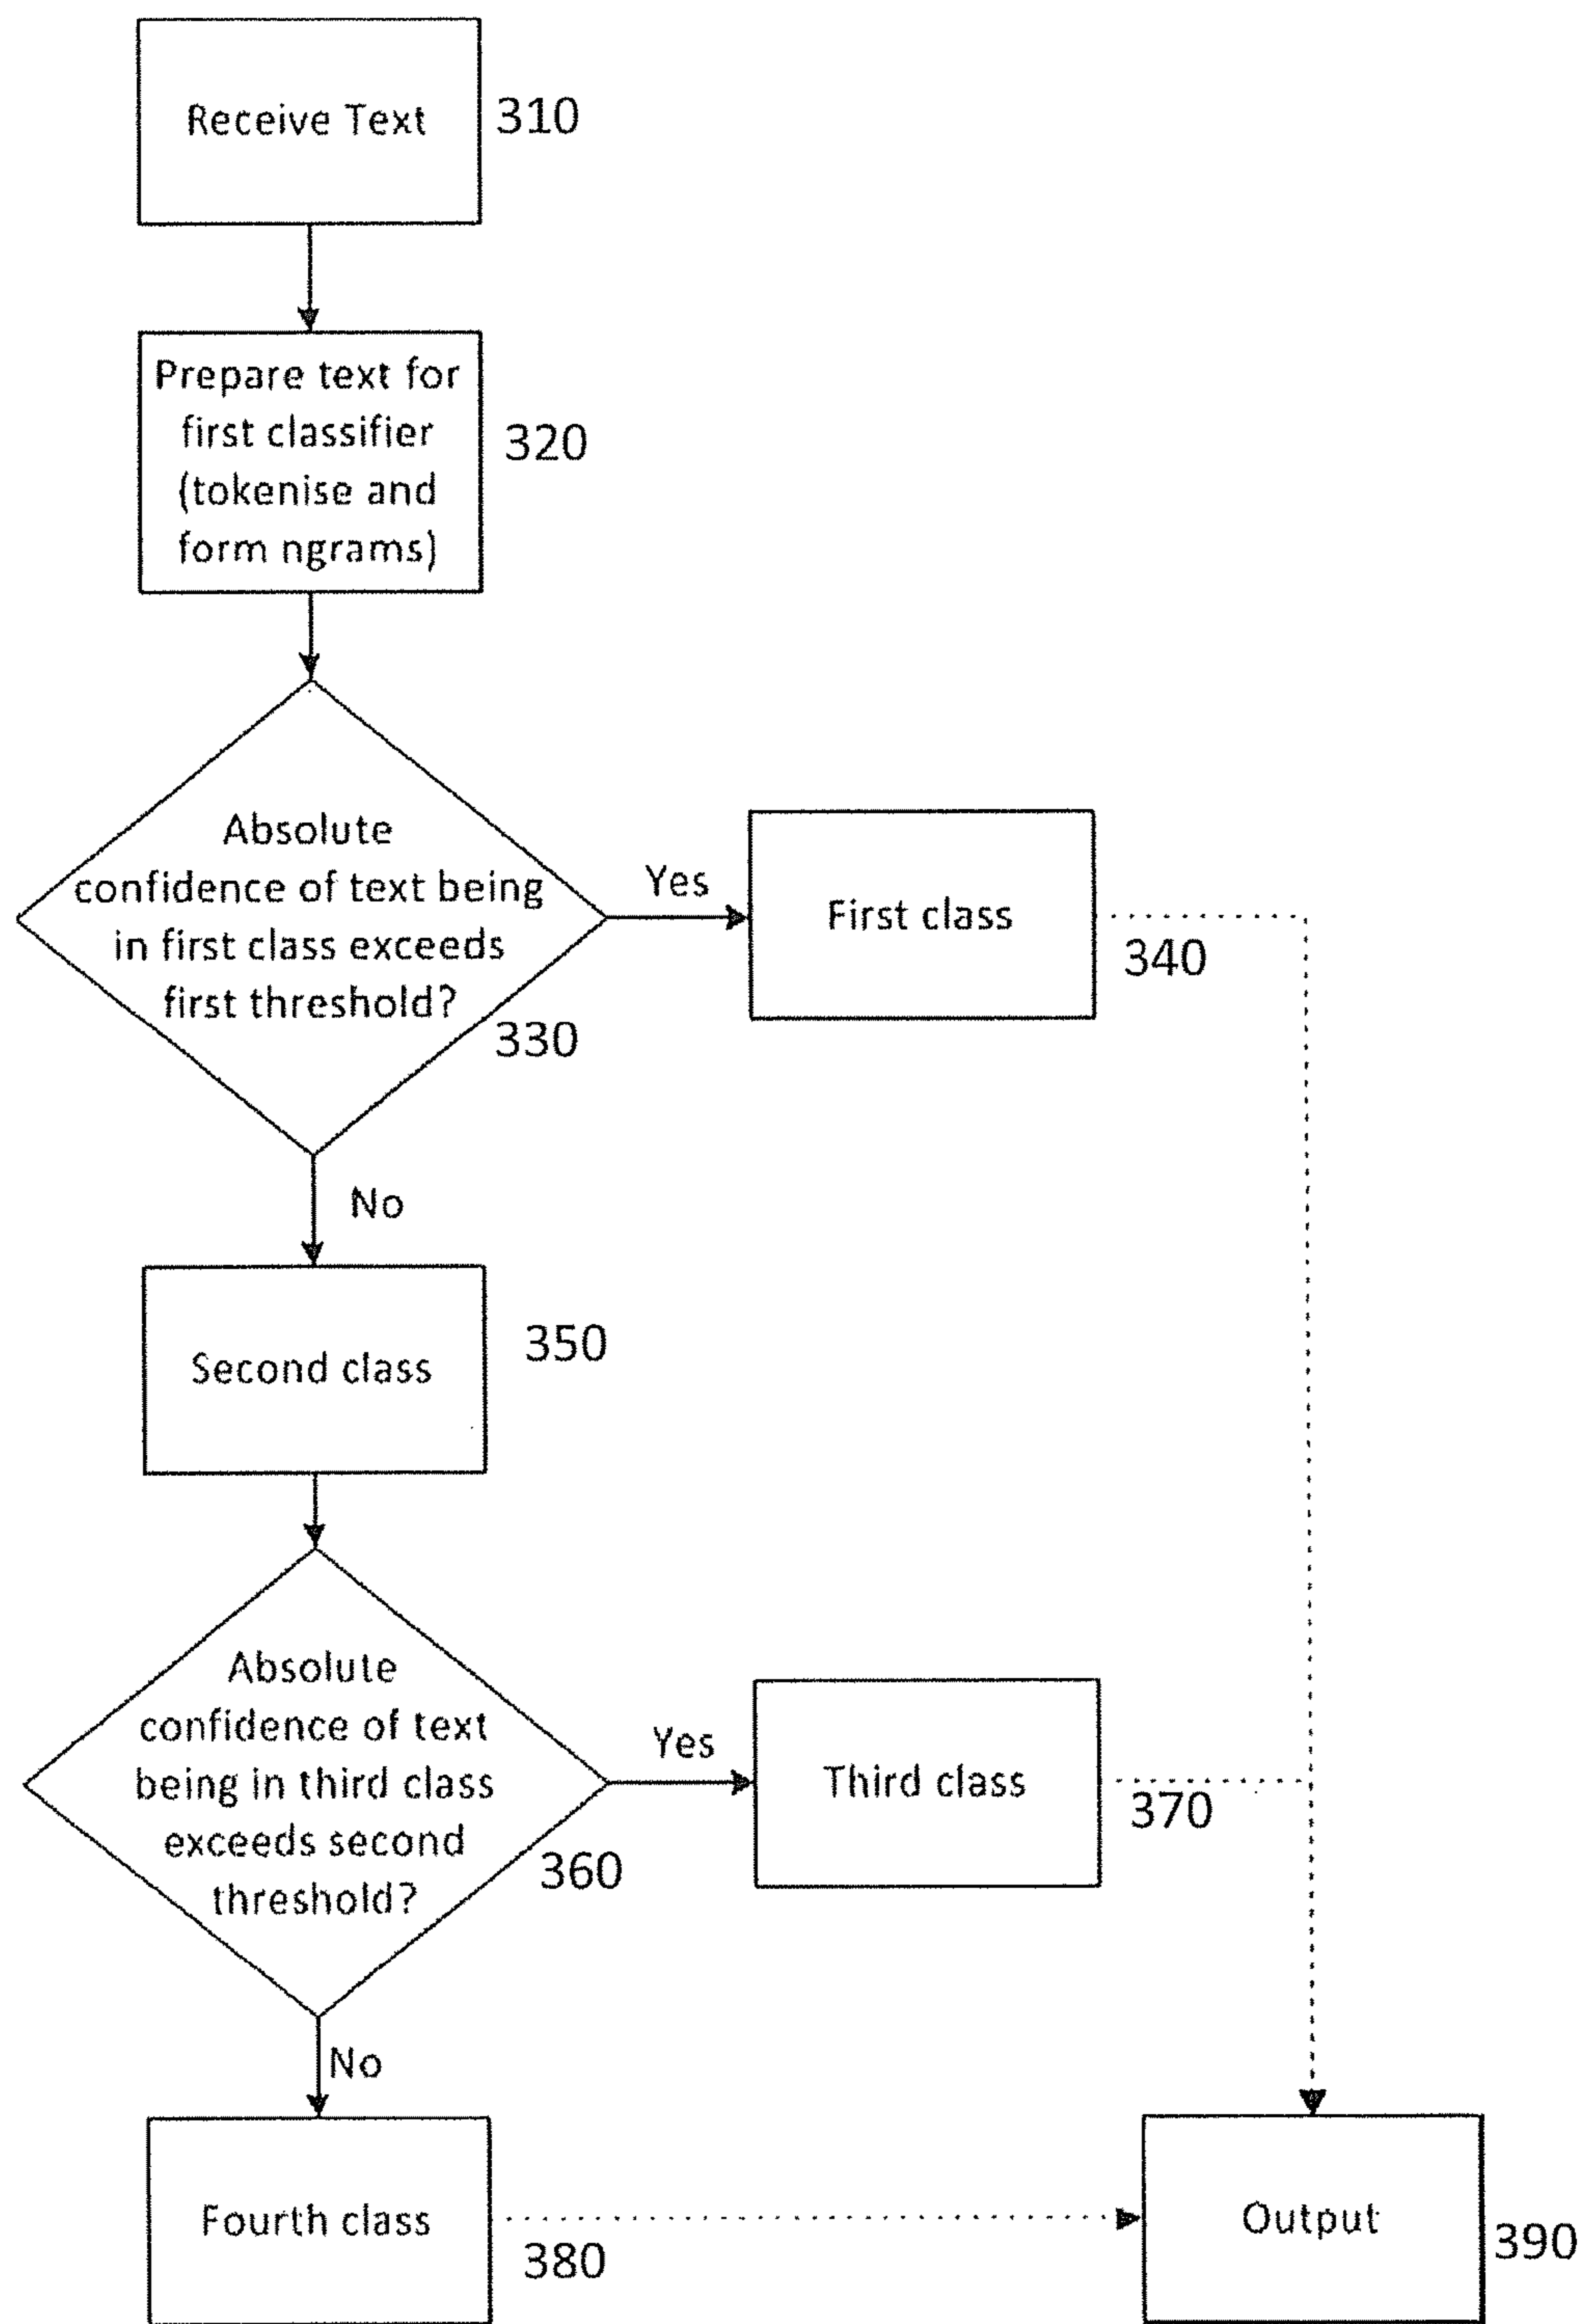 Receive Text
310
Prepare text for
first classifier
(tokenise and
form ngrams)
320
Absolute
confidence of text being
in first class exceeds
first threshold?
330
Yes
First class
340
No
Second class
350
Absolute
confidence of text
being in third class
exceeds second
threshold?
360
Yes
Third class
370
No
Fourth class
380
Output
390